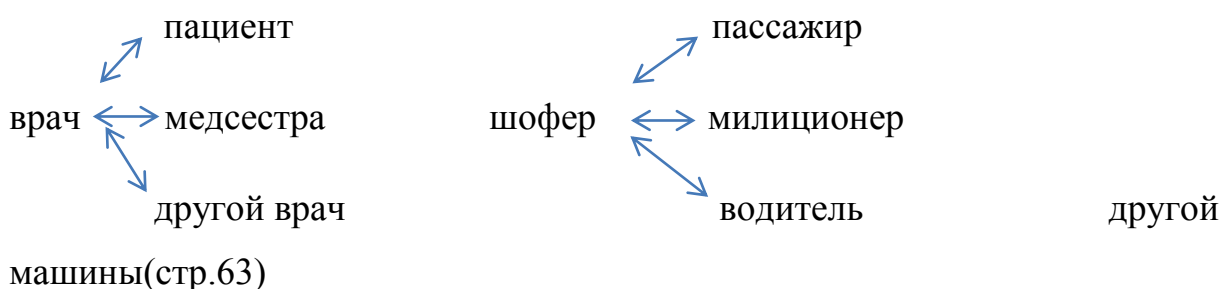 пациент пассажир
врач медсестра шофер милиционер
другой врач водитель другой
машины(стр.63)